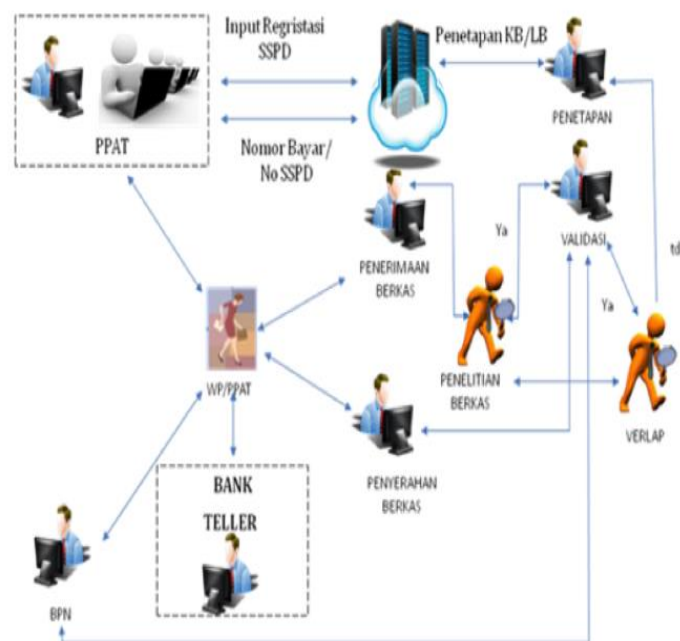 Input Regristasi
SSPD
Penetapan KB/LB
PPAT
PENETAPAN
Nomor Bayar/
No SSPD
Ya
PENERIMAAN
BERKAS
VALIDASI
td
Ya
WP/PPAT
PENELITIAN
BERKAS
VERLAP
PENYERAHAN
BERKAS
BANK
TELLER
BPN